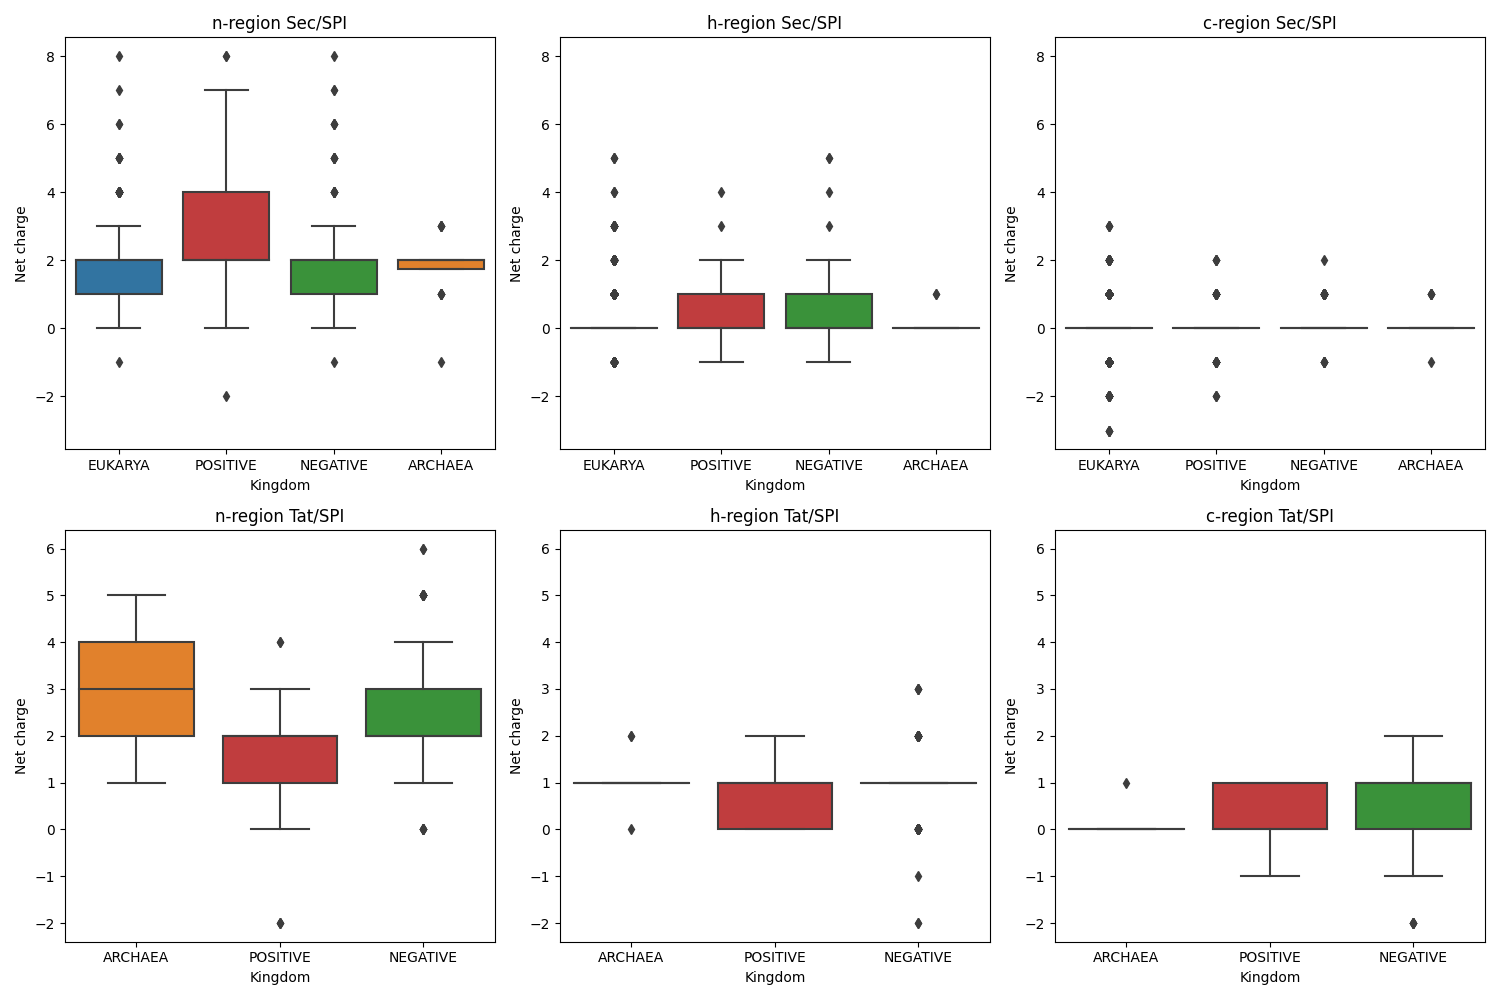 n-region Sec/SPI
h-region Sec/SPI
c-region Sec/SPI
8
6
4
2
0
−2
Net charge
EUKARYA POSITIVE NEGATIVE ARCHAEA
Kingdom
8
6
4
2
0
−2
Net charge
EUKARYA POSITIVE NEGATIVE ARCHAEA
Kingdom
8
6
4
2
0
−2
Net charge
EUKARYA POSITIVE NEGATIVE ARCHAEA
Kingdom
n-region Tat/SPI
h-region Tat/SPI
c-region Tat/SPI
6
5
4
3
2
1
0
−1
−2
Net charge
ARCHAEA POSITIVE NEGATIVE
Kingdom
6
5
4
3
2
1
0
−1
−2
Net charge
ARCHAEA POSITIVE NEGATIVE
Kingdom
6
5
4
3
2
1
0
−1
−2
Net charge
ARCHAEA POSITIVE NEGATIVE
Kingdom